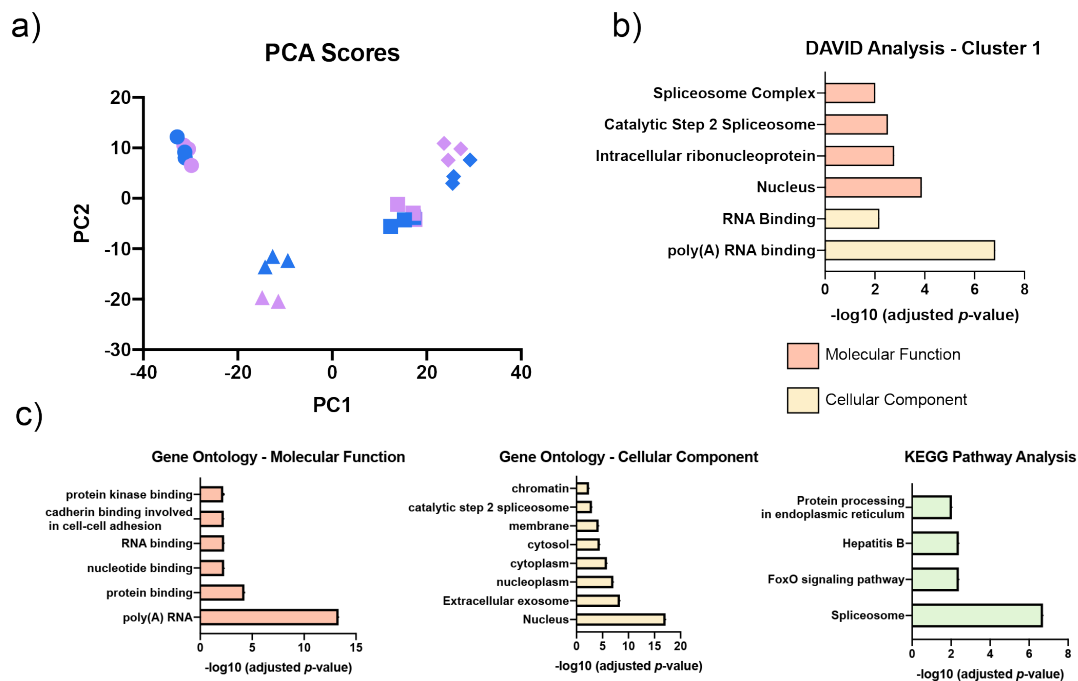 a)
PCA Scores
20
10
0
-10
-20
-30
PC2
-40
-20
0
20
40
PC1
b)
DAVID Analysis - Cluster 1
Spliceosome Complex
Catalytic Step 2 Spliceosome
Intracellular ribonucleoprotein
Nucleus
RNA Binding
poly(A) RNA binding
0
2
4
6
8
-log10 (adjusted p-value)
Molecular Function
Cellular Component
c)
Gene Ontology - Molecular Function
protein kinase binding
cadherin binding involved
in cell-cell adhesion
RNA binding
nucleotide binding
protein binding
poly(A) RNA
0
5
10
15
-log10 (adjusted p-value)
Gene Ontology - Cellular Component
chromatin
catalytic step 2 spliceosome
membrane
cytosol
cytoplasm
nucleoplasm
Extracellular exosome
Nucleus
0
5
10
15
20
-log10 (adjusted p-value)
KEGG Pathway Analysis
Protein processing
in endoplasmic reticulum
Hepatitis B
FoxO signaling pathway
Spliceosome
0
2
4
6
8
-log10 (adjusted p-value)